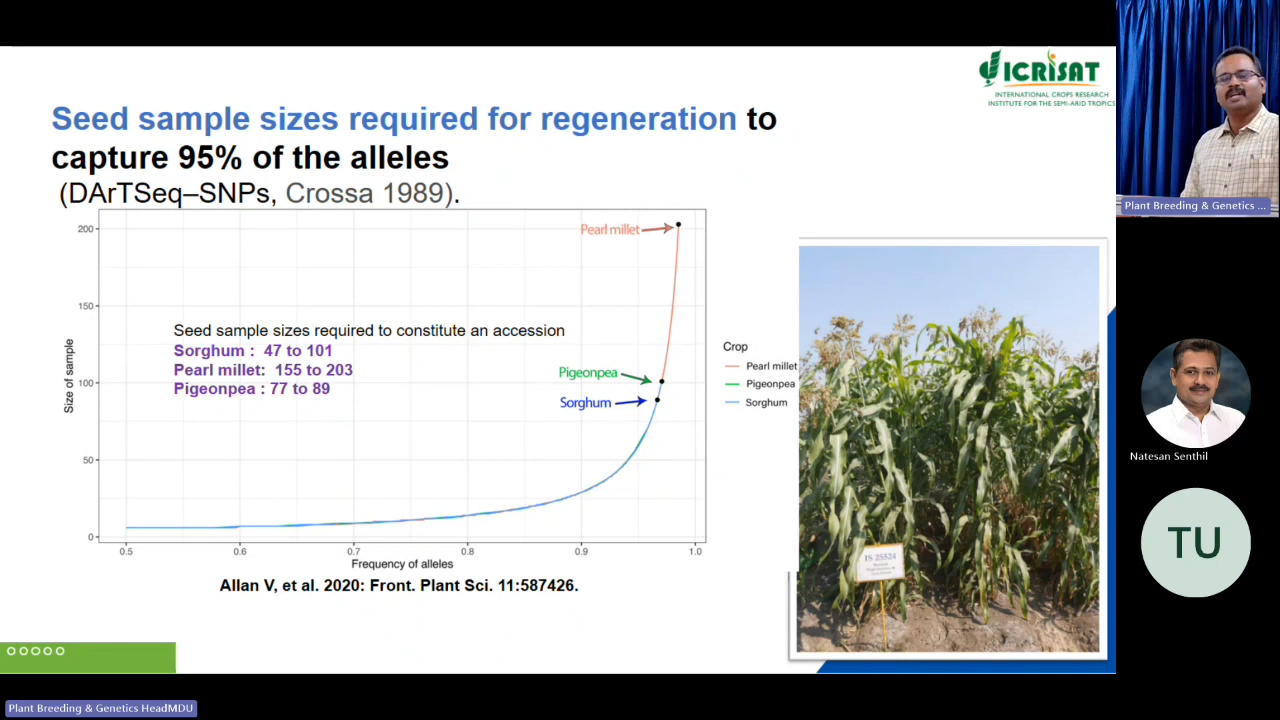 ICRISAT
INTERNATIONAL CROPS RESEARCH
INSTITUTE FOR THE SEMI-ARID TROPICS
Seed sample sizes required for regeneration to
capture 95% of the alleles
(DArTSeq–SNPs, Crossa 1989).
200
150
100
50
0
Size of sample
Pearl millet
Seed sample sizes required to constitute an accession
Sorghum : 47 to 101
Pearl millet: 155 to 203
Pigeonpea : 77 to 89
Pigeonpea
Sorghum
0.5 0.6 0.7 0.8 0.9 1.0
Frequency of alleles
Crop
Pearl millet
Pigeonpea
Sorghum
Allan V, et al. 2020: Front. Plant Sci. 11:587426.
IS 25524
Plant Breeding & Genetics ...
Natesan Senthil
TU
Plant Breeding & Genetics HeadMDU